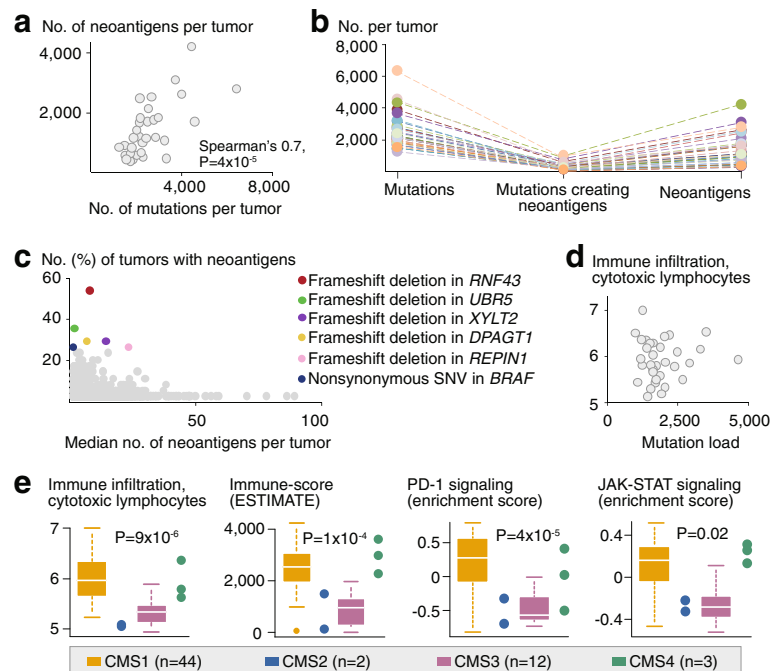 a
No. of neoantigens per tumor
4,000
2,000
Spearman's 0.7,
P=4x10-5
4,000
8,000
No. of mutations per tumor
b
No. per tumor
8,000
6,000
4,000
2,000
Mutations
Mutations creating
neoantigens
Neoantigens
c
No. (%) of tumors with neoantigens
60
40
20
50
100
Median no. of neoantigens per tumor
Frameshift deletion in RNF43
Frameshift deletion in UBR5
Frameshift deletion in XYLT2
Frameshift deletion in DPAGT1
Frameshift deletion in REPIN1
Nonsynonymous SNV in BRAF
d
Immune infiltration,
cytotoxic lymphocytes
7
6
5
0
2,500
5,000
Mutation load
e
Immune infiltration,
cytotoxic lymphocytes
P=9x10-6
7
6
5
Immune-score
(ESTIMATE)
P=1x10-4
4,000
2,000
0
PD-1 signaling
(enrichment score)
P=4x10-5
0.5
0
-0.5
JAK-STAT signaling
(enrichment score)
P=0.02
0.4
0
-0.4
CMS1 (n=44) CMS2 (n=2) CMS3 (n=12) CMS4 (n=3)